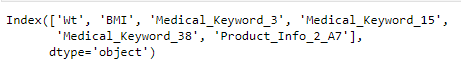 Index(['Wt', 'BMI', 'Medical_Keyword_3', 'Medical_Keyword_15',
'Medical_Keyword_38', 'Product_Info_2_A7'],
dtype='object')